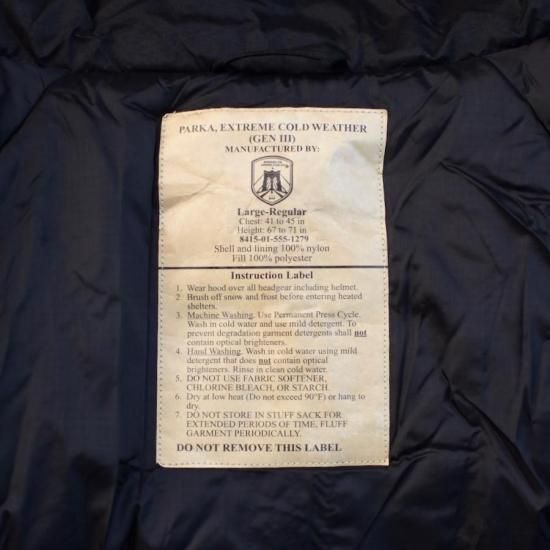 PARKA, EXTREME COLD WEATHER
(GEN III)
MANUFACTURED BY:
Large-Regular
Chest: 41 to 45 in
Height: 67 to 71 in
8415-01-555-1279
Shell and lining 100% nylon
Fill 100% polyester
Instruction Label
1. Wear hood over all headgear including helmet.
2. Brush off snow and frost before entering heated
shelters.
3. Machine Washing. Use Permanent Press Cycle.
Wash in cold water and use mild detergent. To
prevent degradation garment detergents shall not
contain optical brighteners.
4. Hand Washing. Wash in cold water using mild
detergent that does not contain optical
brighteners. Rinse in clean cold water.
5. DO NOT USE FABRIC SOFTENER,
CHLORINE BLEACH, OR STARCH.
6. Dry at low heat (Do not exceed 90°F) or hang to
dry.
7. DO NOT STORE IN STUFF SACK FOR
EXTENDED PERIODS OF TIME, FLUFF
GARMENT PERIODICALLY.
DO NOT REMOVE THIS LABEL